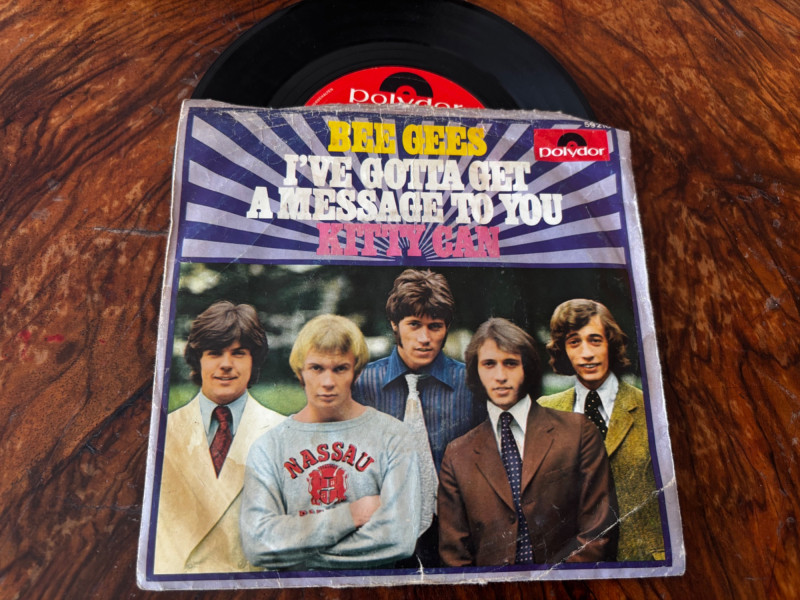 polydor
BEE GEES
polydor
I'VE GOTTA GET
A MESSAGE TO YOU
KITTY CAN
NASSAU